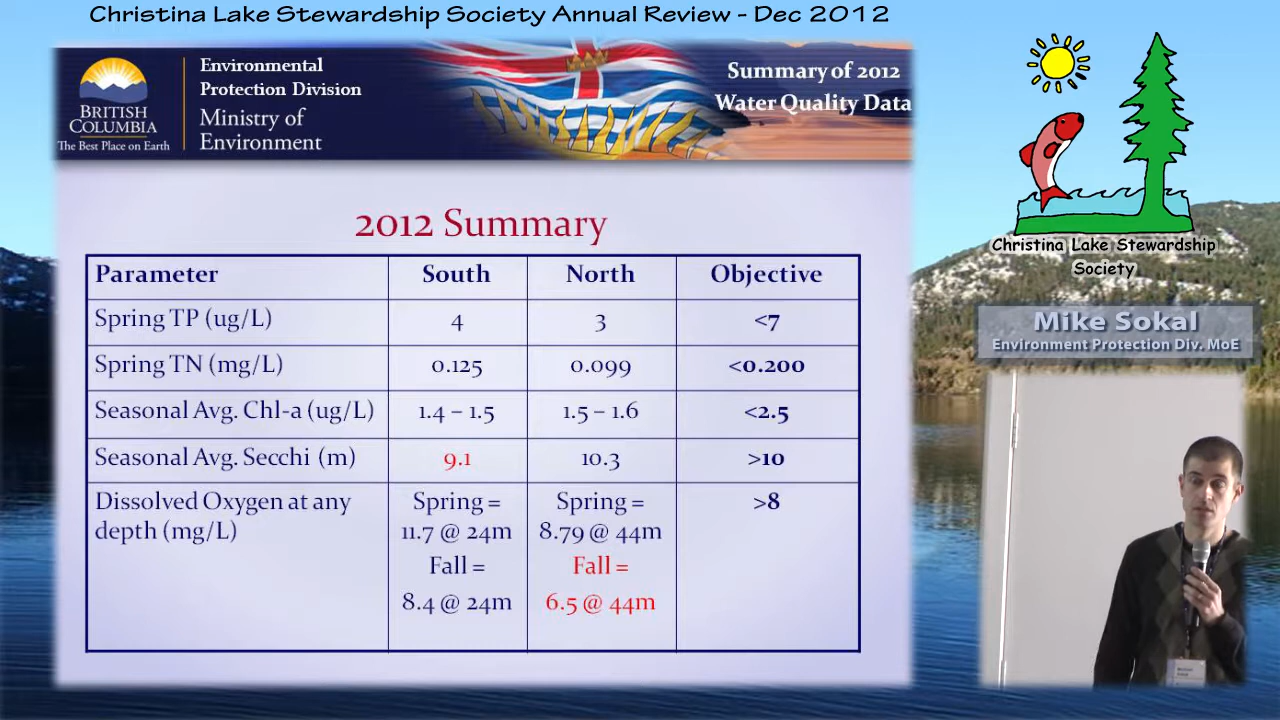 Christina Lake Stewardship Society Annual Review - Dec 2012
BRITISH
COLUMBIA
The Best Place on Earth
Environmental
Protection Division
Ministry of
Environment
Summary of 2012
Water Quality Data
2012 Summary
Parameter South North Objective
Spring TP (ug/L) 4 3 <7
Spring TN (mg/L) 0.125 0.099 <0.200
Seasonal Avg. Chl-a (ug/L) 1.4 – 1.5 1.5 – 1.6 <2.5
Seasonal Avg. Secchi (m) 9.1 10.3 >10
Dissolved Oxygen at any Spring = Spring = >8
depth (mg/L) 11.7 @ 24m 8.79 @ 44m
Fall = Fall =
8.4 @ 24m 6.5 @ 44m
Christina Lake Stewardship
Society
Mike Sokal
Environment Protection Div. MoE